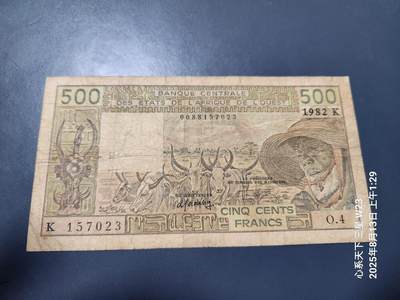 500
BANQUE CENTRALE
DES ÉTATS DE L'AFRIQUE DE L'OUEST
500
1982 K
0088157023
K 157023
CINQ CENTS
FRANCS
O.4
心系天下 三星 W23
2025年8月13日 上午1:29